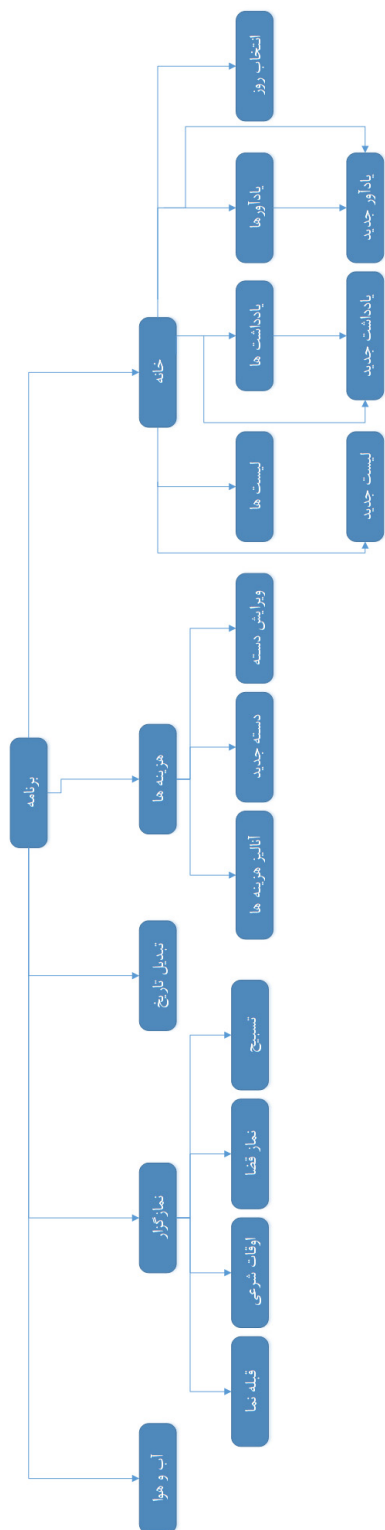 برنامه
خانه
هزینه ها
تبدیل تاریخ
نمازگزار
آب و هوا
انتخاب روز
یادآورها
یادداشت ها
لیست ها
یادآور جدید
یادداشت جدید
لیست جدید
ویرایش دسته
دسته جدید
آنالیز هزینه ها
تسبیح
نماز قضا
اوقات شرعی
قبله نما